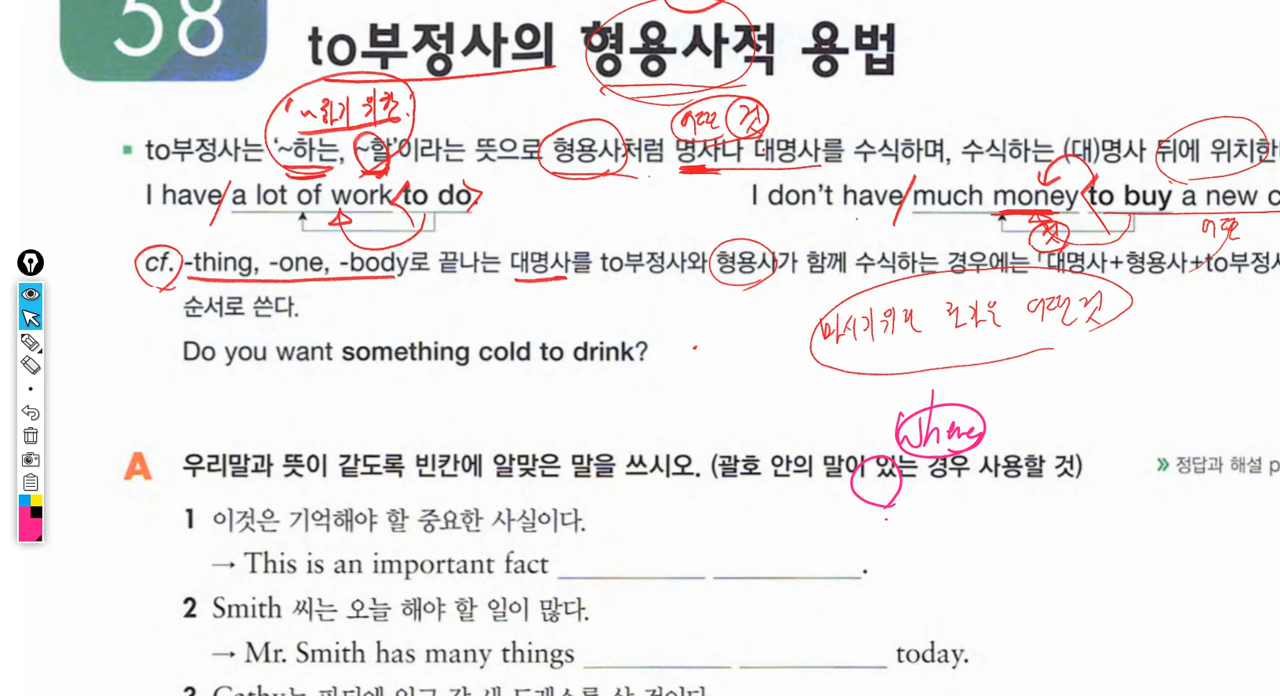 58 to부정사의 형용사적 용법
'~하기 위한'
어떤 것
to부정사는 '~하는, ~할'이라는 뜻으로 형용사처럼 명사나 대명사를 수식하며, 수식하는 (대)명사 뒤에 위치한
I have a lot of work to do. I don't have much money to buy a new c
어떤
cf. -thing, -one, -body로 끝나는 대명사를 to부정사와 형용사가 함께 수식하는 경우에는 「대명사+형용사+to부정사
순서로 쓴다.
마시기위한 차가운 어떤것
Do you want something cold to drink?
where
A 우리말과 뜻이 같도록 빈칸에 알맞은 말을 쓰시오. (괄호 안의 말이 있는 경우 사용할 것) 정답과 해설 p
1 이것은 기억해야 할 중요한 사실이다.
→ This is an important fact ______ ______.
2 Smith 씨는 오늘 해야 할 일이 많다.
→ Mr. Smith has many things ______ ______ today.